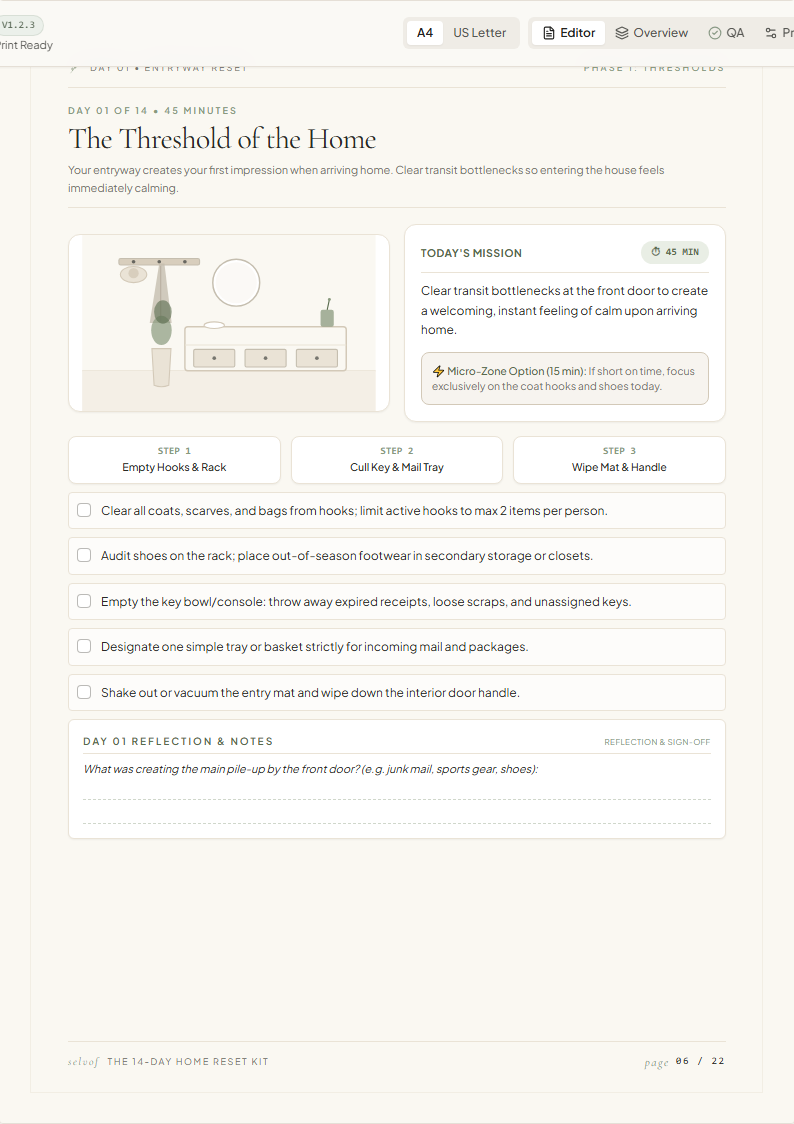 V1.2.3
Print Ready
A4
US Letter
Editor
Overview
QA
DAY 01 • ENTRYWAY RESET
PHASE 1: THRESHOLDS
DAY 01 OF 14 • 45 MINUTES
The Threshold of the Home
Your entryway creates your first impression when arriving home. Clear transit bottlenecks so entering the house feels
immediately calming.
TODAY'S MISSION
⏱ 45 MIN
Clear transit bottlenecks at the front door to create
a welcoming, instant feeling of calm upon arriving
home.
⚡ Micro-Zone Option (15 min): If short on time, focus
exclusively on the coat hooks and shoes today.
STEP 1
Empty Hooks & Rack
STEP 2
Cull Key & Mail Tray
STEP 3
Wipe Mat & Handle
Clear all coats, scarves, and bags from hooks; limit active hooks to max 2 items per person.
Audit shoes on the rack; place out-of-season footwear in secondary storage or closets.
Empty the key bowl/console: throw away expired receipts, loose scraps, and unassigned keys.
Designate one simple tray or basket strictly for incoming mail and packages.
Shake out or vacuum the entry mat and wipe down the interior door handle.
DAY 01 REFLECTION & NOTES
REFLECTION & SIGN-OFF
What was creating the main pile-up by the front door? (e.g. junk mail, sports gear, shoes):
selvof THE 14-DAY HOME RESET KIT
page 06 / 22